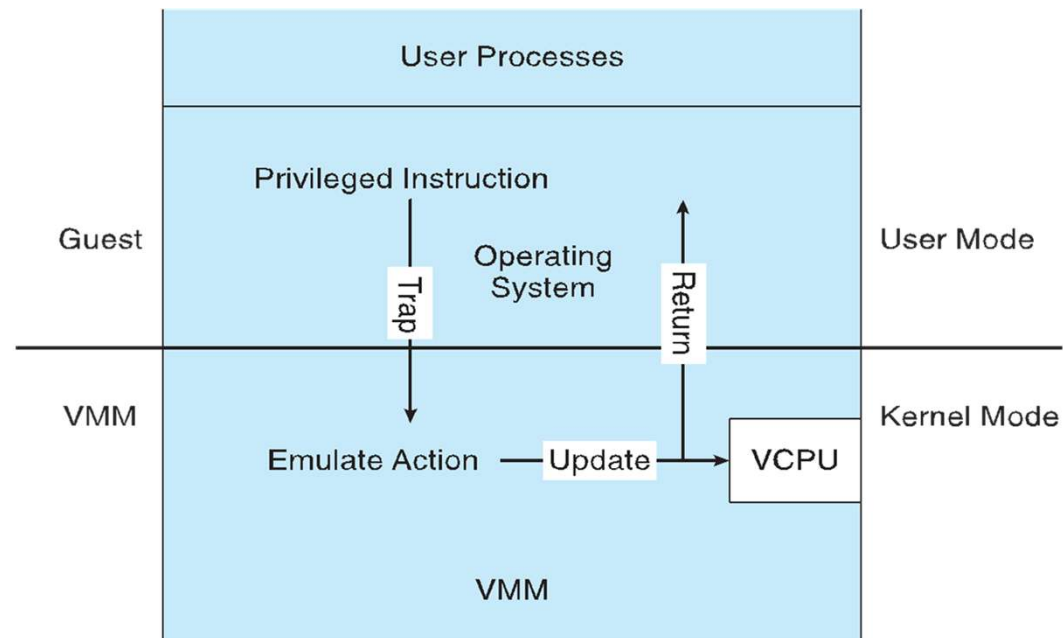 User Processes
Privileged Instruction
Guest
User Mode
Operating
System
Trap
Return
VMM
Kernel Mode
Emulate Action
Update
VCPU
VMM